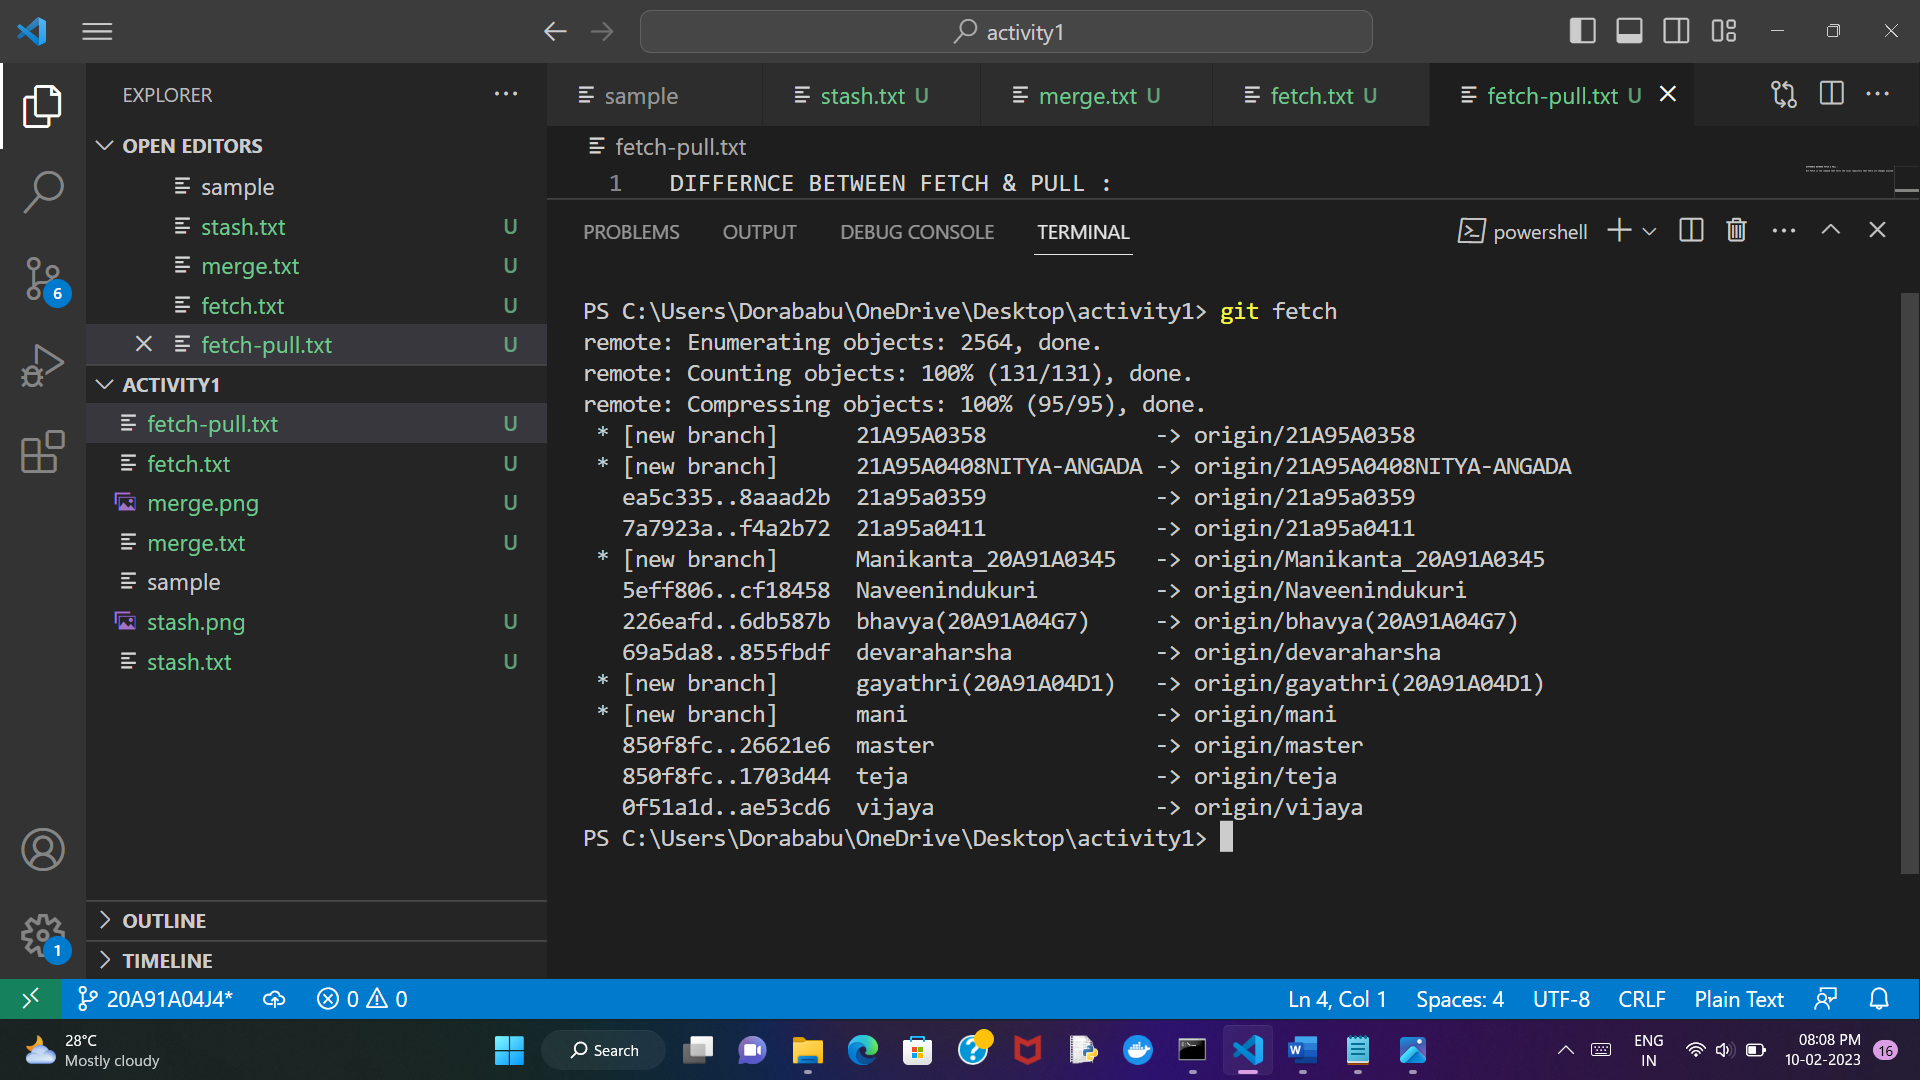 activity1
EXPLORER
OPEN EDITORS
sample
stash.txt U
merge.txt U
fetch.txt U
fetch-pull.txt U
ACTIVITY1
fetch-pull.txt U
fetch.txt U
merge.png U
merge.txt U
sample
stash.png U
stash.txt U
OUTLINE
TIMELINE
6
1
sample stash.txt U merge.txt U fetch.txt U fetch-pull.txt U
fetch-pull.txt
1 DIFFERNCE BETWEEN FETCH & PULL :
PROBLEMS OUTPUT DEBUG CONSOLE TERMINAL powershell
PS C:\Users\Dorababu\OneDrive\Desktop\activity1> git fetch
remote: Enumerating objects: 2564, done.
remote: Counting objects: 100% (131/131), done.
remote: Compressing objects: 100% (95/95), done.
* [new branch] 21A95A0358 -> origin/21A95A0358
* [new branch] 21A95A0408NITYA-ANGADA -> origin/21A95A0408NITYA-ANGADA
ea5c335..8aaad2b 21a95a0359 -> origin/21a95a0359
7a7923a..f4a2b72 21a95a0411 -> origin/21a95a0411
* [new branch] Manikanta_20A91A0345 -> origin/Manikanta_20A91A0345
5eff806..cf18458 Naveenindukuri -> origin/Naveenindukuri
226eafd..6db587b bhavya(20A91A04G7) -> origin/bhavya(20A91A04G7)
69a5da8..855fbdf devaraharsha -> origin/devaraharsha
* [new branch] gayathri(20A91A04D1) -> origin/gayathri(20A91A04D1)
* [new branch] mani -> origin/mani
850f8fc..26621e6 master -> origin/master
850f8fc..1703d44 teja -> origin/teja
0f51a1d..ae53cd6 vijaya -> origin/vijaya
PS C:\Users\Dorababu\OneDrive\Desktop\activity1>
20A91A04J4* 0 0 Ln 4, Col 1 Spaces: 4 UTF-8 CRLF Plain Text
28°C
Mostly cloudy
Search
ENG
IN
08:08 PM
10-02-2023
16